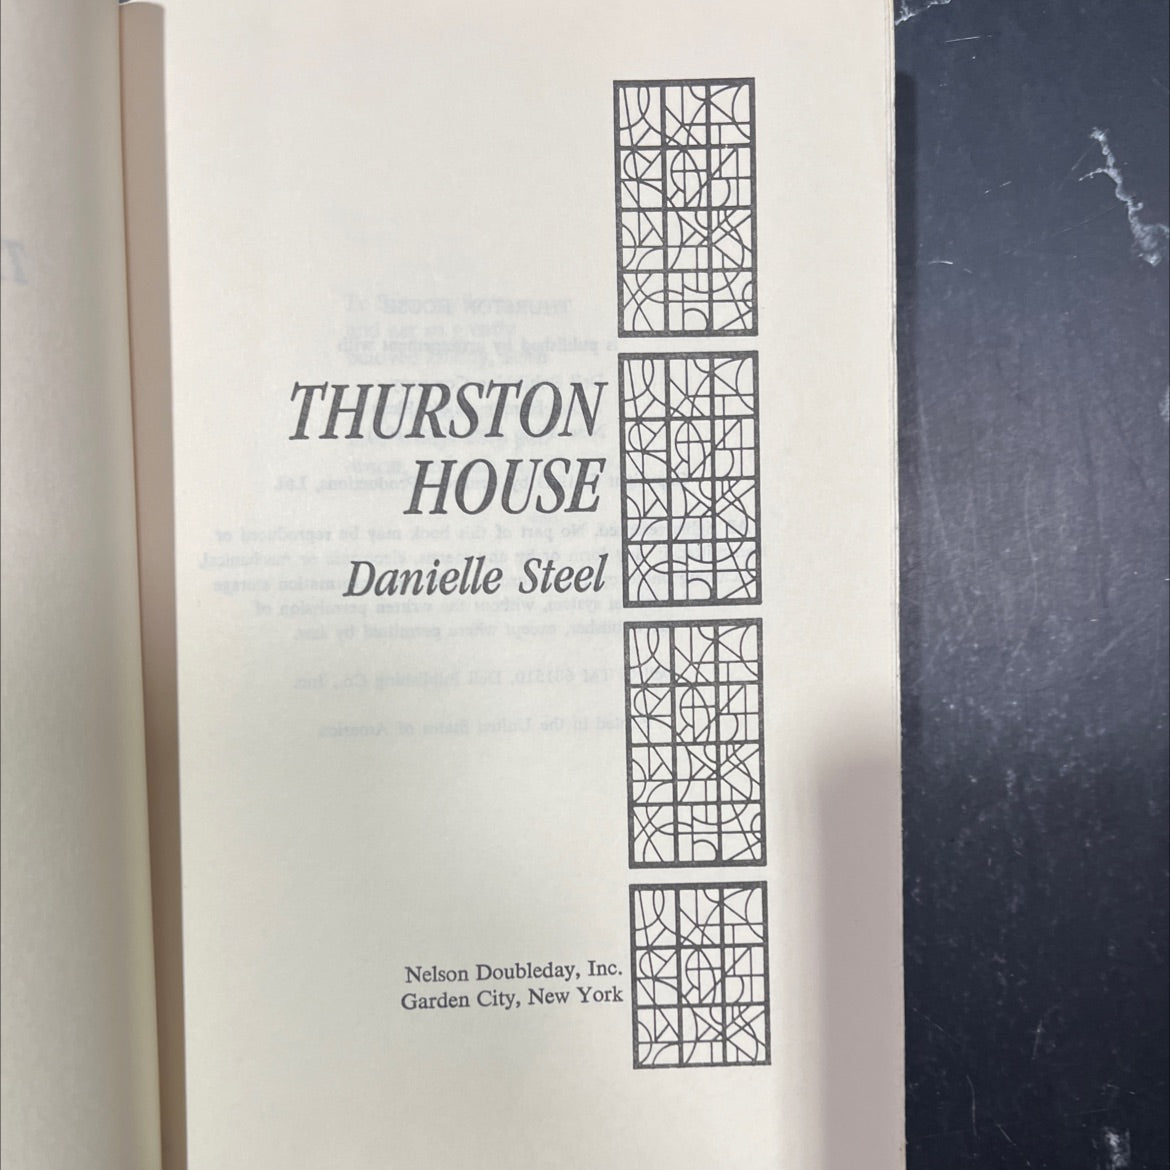 THURSTON
HOUSE
Danielle Steel
Nelson Doubleday, Inc.
Garden City, New York